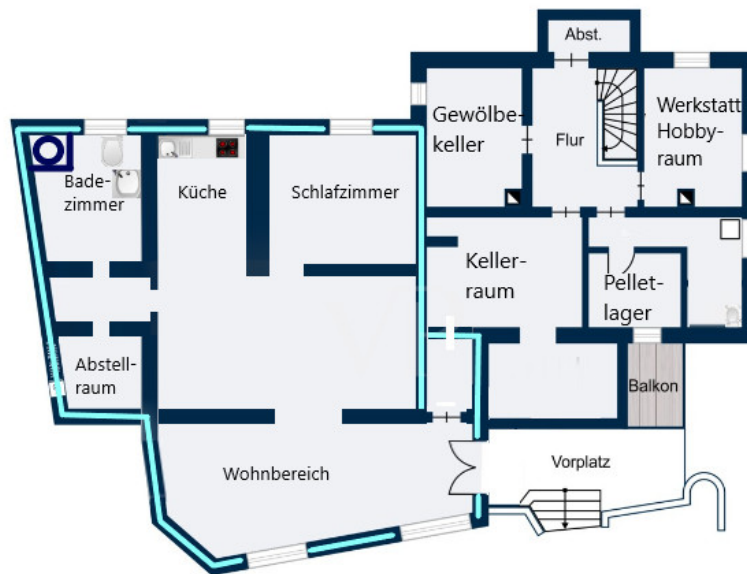 Abst.
Gewölbe-
keller
Flur
Werkstatt
Hobby-
raum
Bade-
zimmer
Küche
Schlafzimmer
Keller-
raum
Pellet-
lager
Abstell-
raum
Balkon
Wohnbereich
Vorplatz